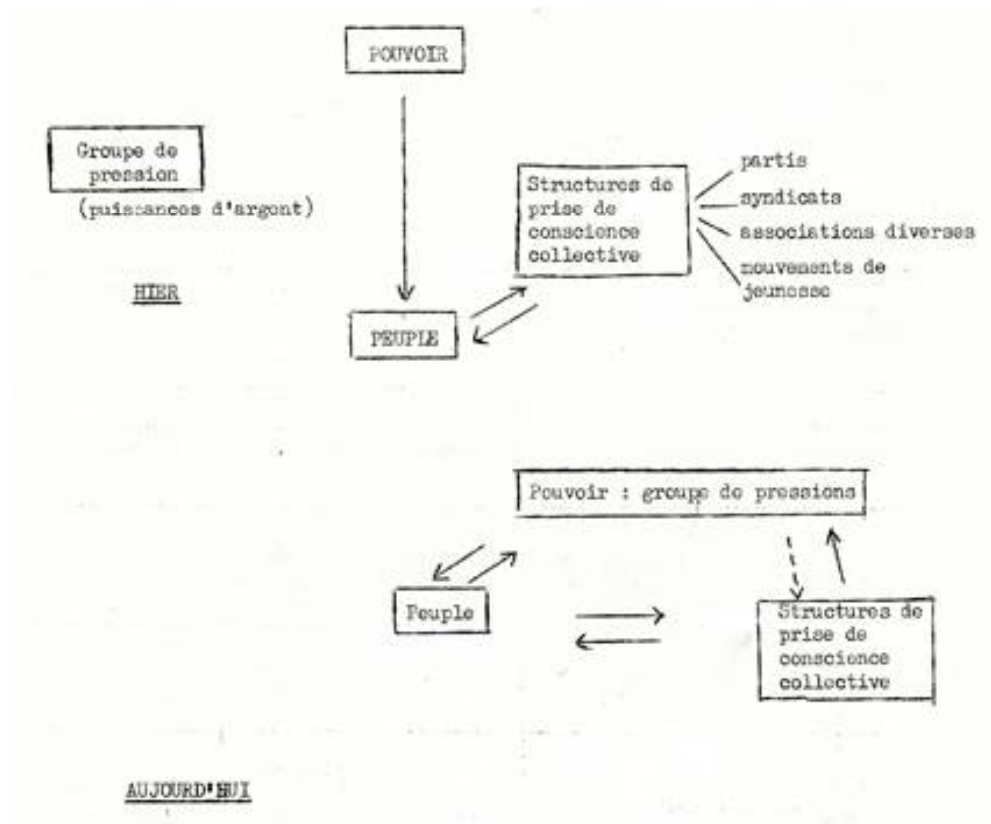 POUVOIR
Groupe de
pression
(puissances d'argent)
Structures de
prise de
conscience
collective
partis
syndicats
associations diverses
mouvements de
jeunesse
HIER
PEUPLE
Pouvoir : groupe de pressions
Peuple
Structures de
prise de
conscience
collective
AUJOURD'HUI